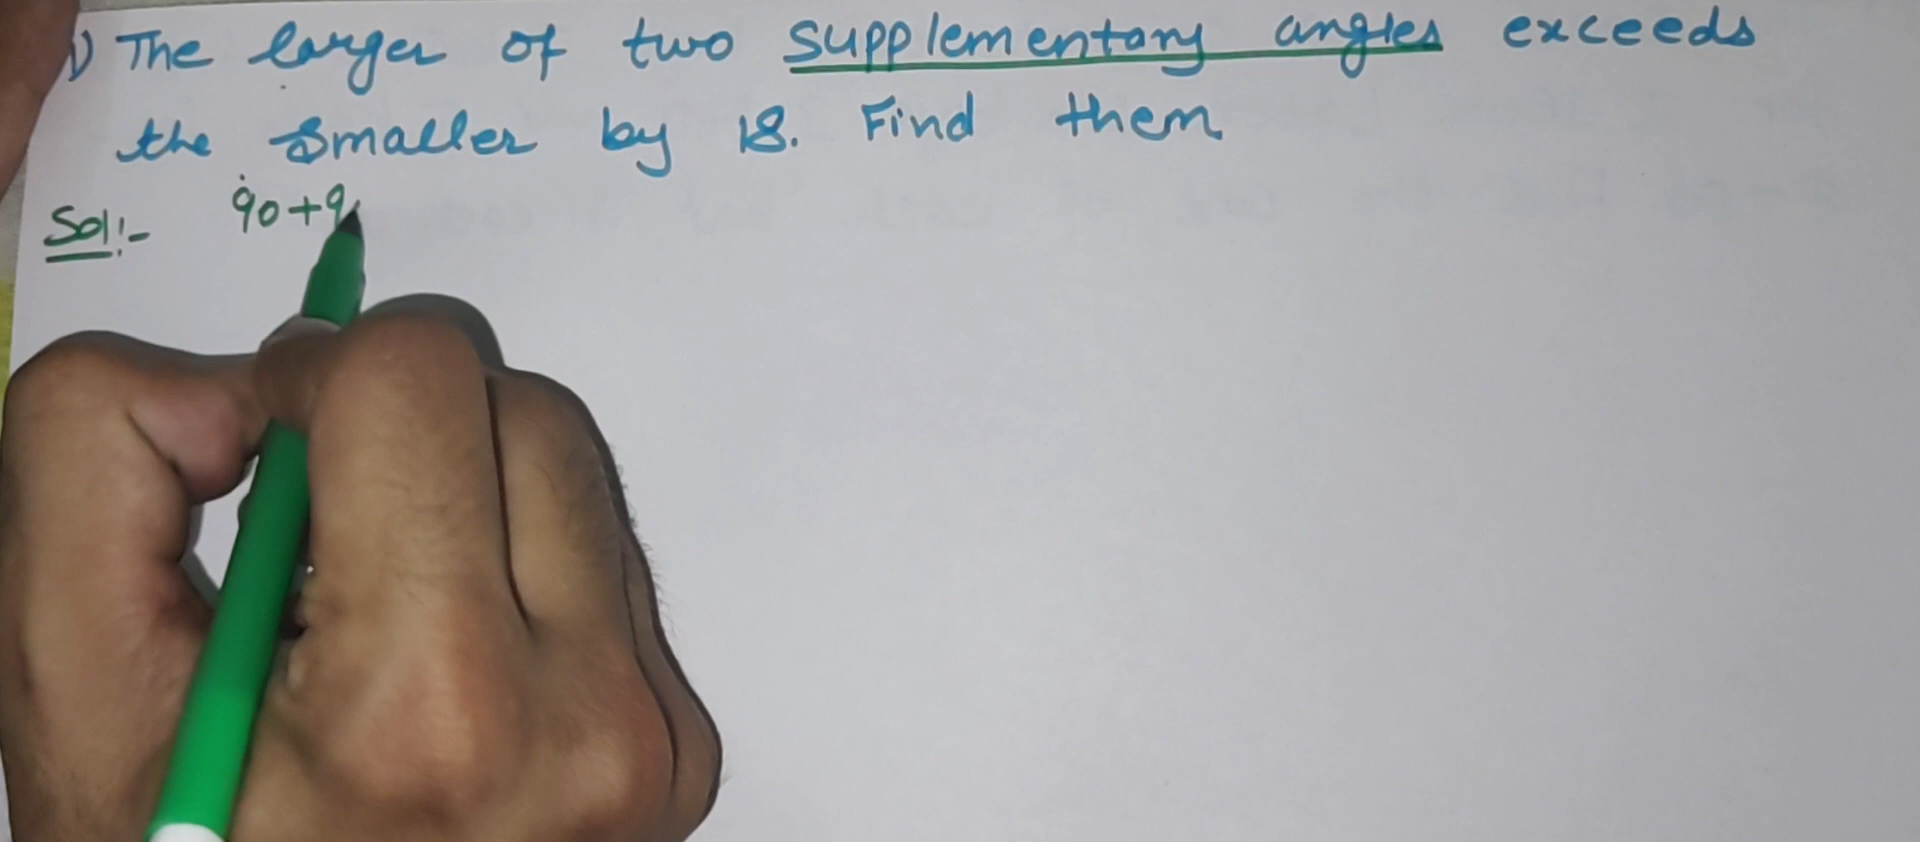 1) The larger of two supplementary angles exceeds
the smaller by 18. Find them
Sol:- 90+9